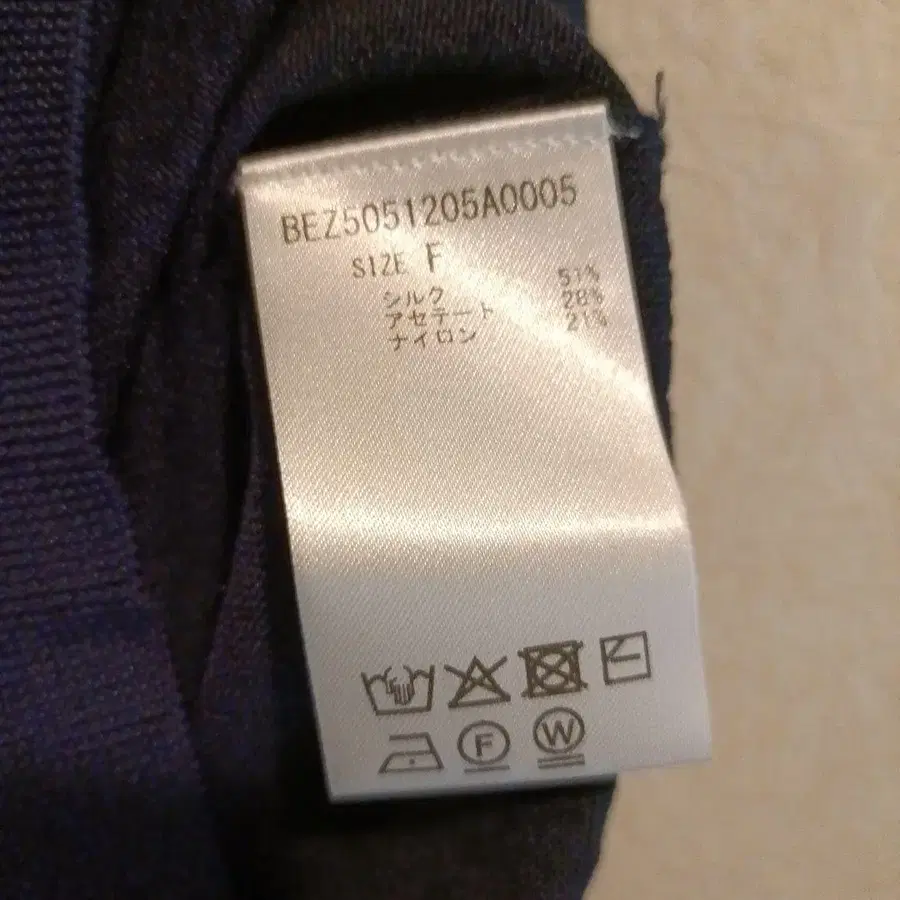 BEZ5051205A0005
SIZE F
シルク 51%
アセテート 28%
ナイロン 21%
F W